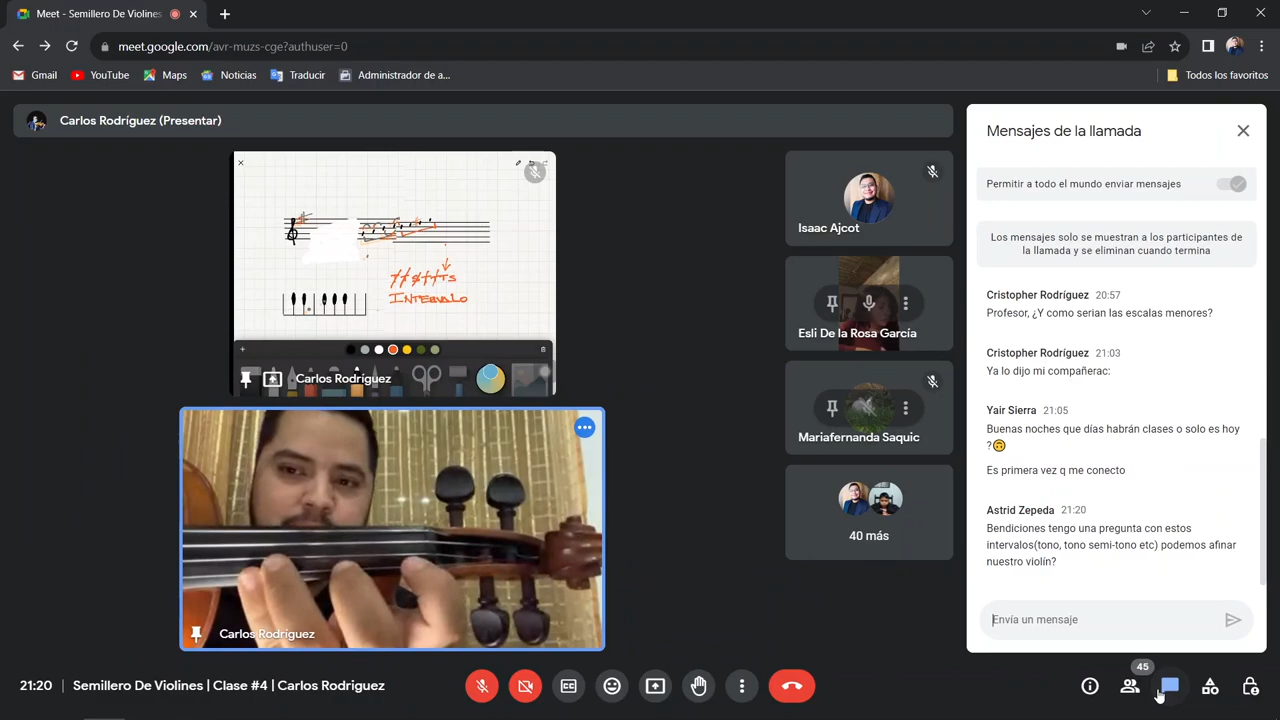 Meet - Semillero De Violines
meet.google.com/avr-muzs-cge?authuser=0
Gmail
YouTube
Maps
Noticias
Traducir
Administrador de a...
Todos los favoritos
Carlos Rodríguez (Presentar)
INTERVALO
Carlos Rodríguez
Carlos Rodríguez
Isaac Ajcot
Esli De la Rosa García
Mariafernanda Saquic
40 más
Mensajes de la llamada
Permitir a todo el mundo enviar mensajes
Los mensajes solo se muestran a los participantes de
la llamada y se eliminan cuando termina
Cristopher Rodríguez 20:57
Profesor, ¿Y como serian las escalas menores?
Cristopher Rodríguez 21:03
Ya lo dijo mi compañerac:
Yair Sierra 21:05
Buenas noches que días habrán clases o solo es hoy
?🙃
Es primera vez q me conecto
Astrid Zepeda 21:20
Bendiciones tengo una pregunta con estos
intervalos(tono, tono semi-tono etc) podemos afinar
nuestro violín?
Envía un mensaje
21:20 | Semillero De Violines | Clase #4 | Carlos Rodriguez
45